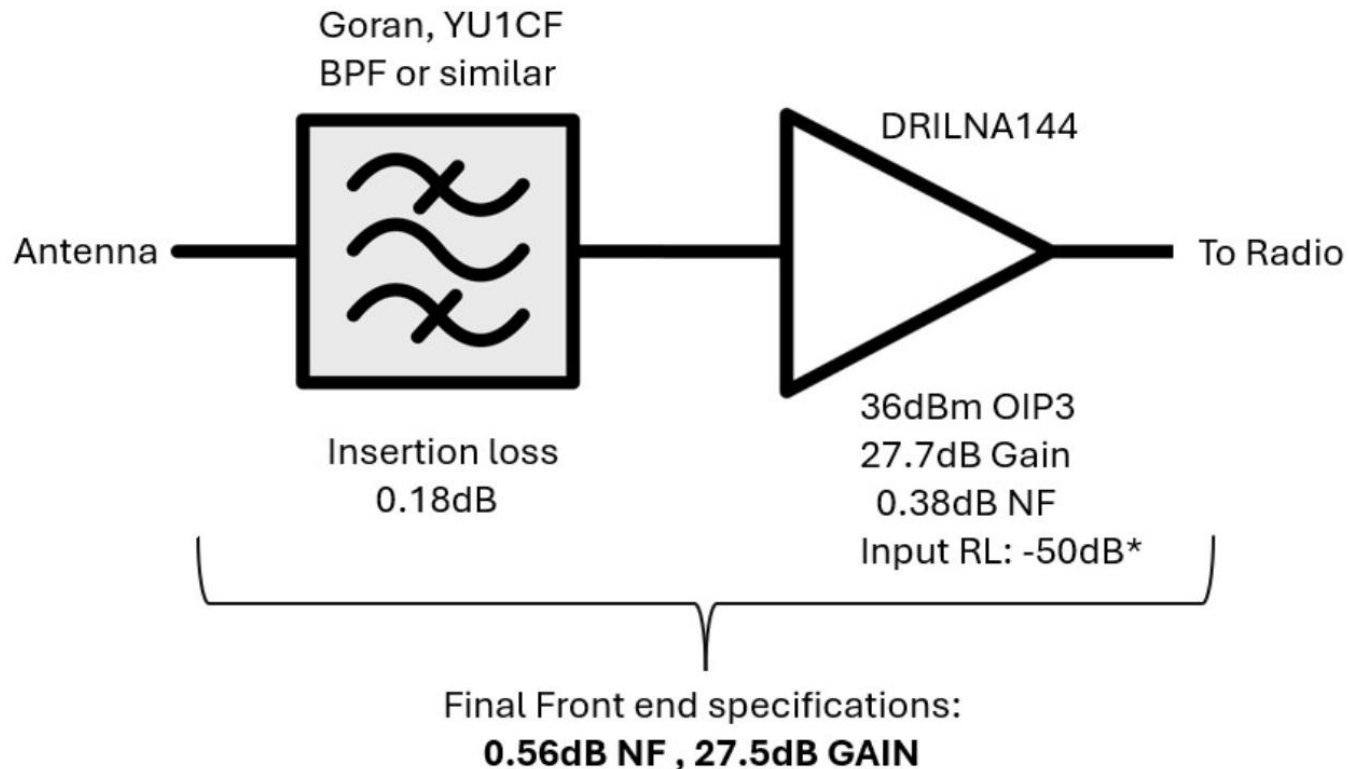 Goran, YU1CF
BPF or similar
DRILNA144
Antenna
To Radio
Insertion loss
0.18dB
36dBm OIP3
27.7dB Gain
0.38dB NF
Input RL: -50dB*
Final Front end specifications:
0.56dB NF , 27.5dB GAIN